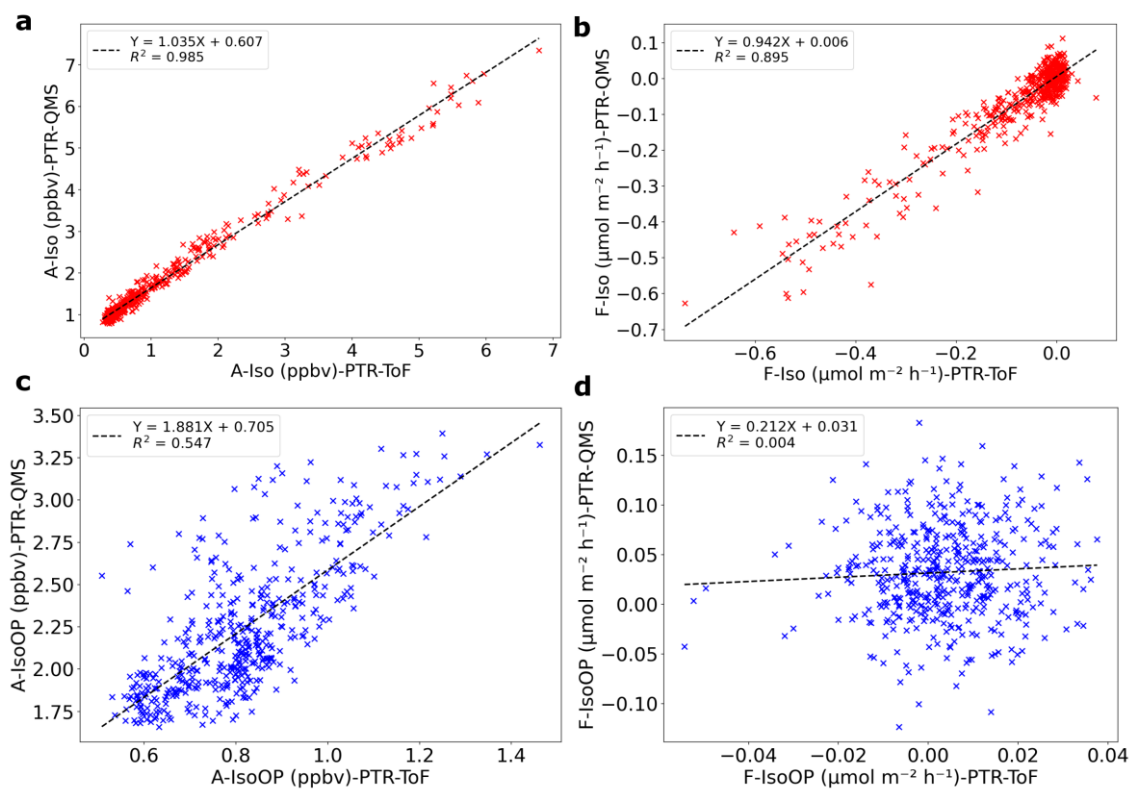 a
Y = 1.035X + 0.607
R² = 0.985
A-Iso (ppbv)-PTR-QMS
7
6
5
4
3
2
1
0 1 2 3 4 5 6 7
A-Iso (ppbv)-PTR-ToF
b
Y = 0.942X + 0.006
R² = 0.895
F-Iso (μmol m⁻² h⁻¹)-PTR-QMS
0.1
0.0
−0.1
−0.2
−0.3
−0.4
−0.5
−0.6
−0.7
−0.6 −0.4 −0.2 0.0
F-Iso (μmol m⁻² h⁻¹)-PTR-ToF
c
Y = 1.881X + 0.705
R² = 0.547
A-IsoOP (ppbv)-PTR-QMS
3.50
3.25
3.00
2.75
2.50
2.25
2.00
1.75
0.6 0.8 1.0 1.2 1.4
A-IsoOP (ppbv)-PTR-ToF
d
Y = 0.212X + 0.031
R² = 0.004
F-IsoOP (μmol m⁻² h⁻¹)-PTR-QMS
0.15
0.10
0.05
0.00
−0.05
−0.10
−0.04 −0.02 0.00 0.02 0.04
F-IsoOP (μmol m⁻² h⁻¹)-PTR-ToF